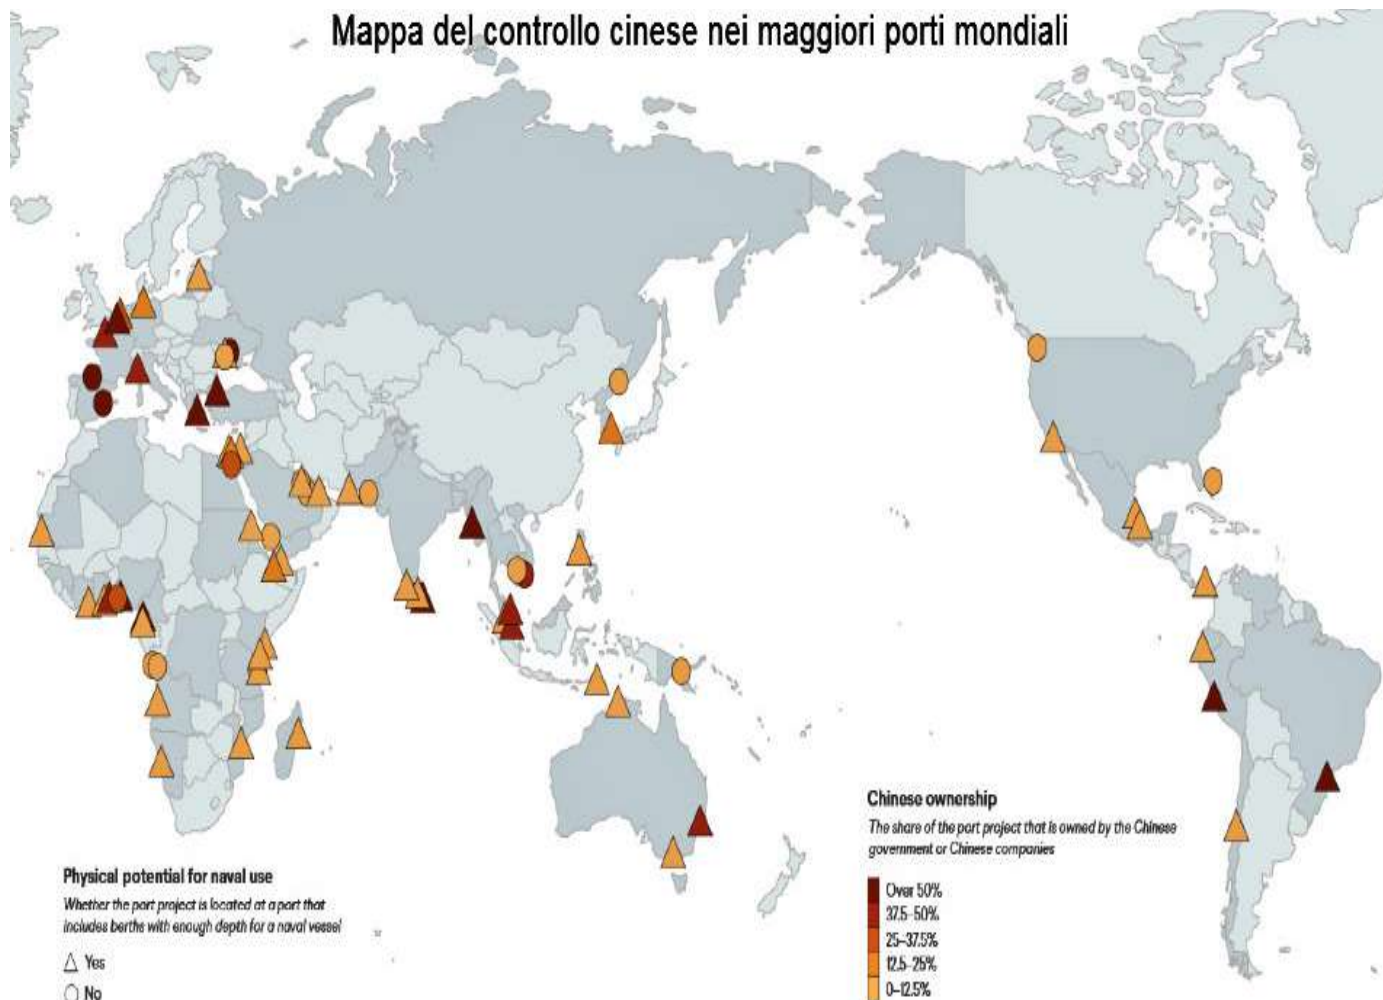 Mappa del controllo cinese nei maggiori porti mondiali
Chinese ownership
The share of the port project that is owned by the Chinese
government or Chinese companies
Over 50%
37.5-50%
25–37.5%
12.5-25%
0–12.5%
Physical potential for naval use
Whether the port project is located at a port that
includes berths with enough depth for a naval vessel
Yes
No